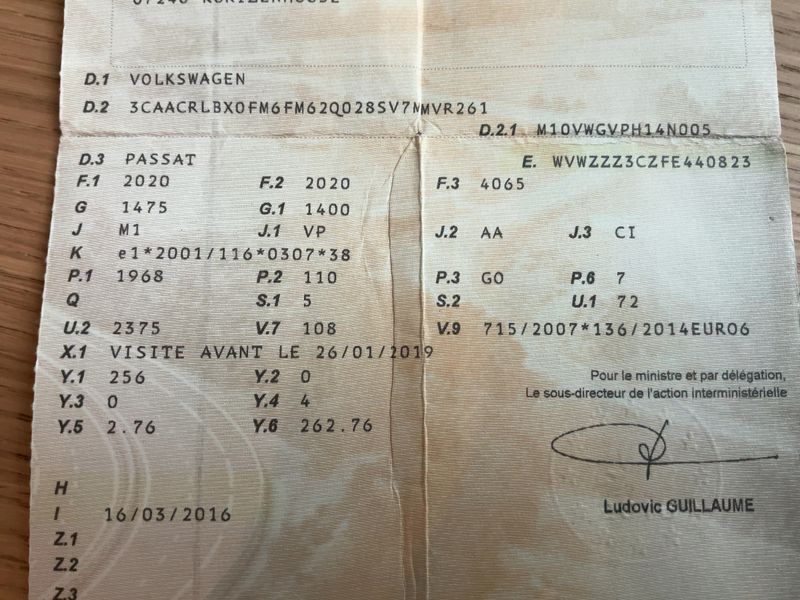 D.1 VOLKSWAGEN
D.2 3CAACRLBX0FM6FM62Q028SV7MMVR261
D.2.1 M10VWGVPH14N005
D.3 PASSAT E. WVWZZZ3CZFE440823
F.1 2020 F.2 2020 F.3 4065
G 1475 G.1 1400
J M1 J.1 VP J.2 AA J.3 CI
K e1*2001/116*0307*38
P.1 1968 P.2 110 P.3 GO P.6 7
Q S.1 5 S.2 U.1 72
U.2 2375 V.7 108 V.9 715/2007*136/2014EURO6
X.1 VISITE AVANT LE 26/01/2019
Y.1 256 Y.2 0
Y.3 0 Y.4 4
Y.5 2.76 Y.6 262.76
Pour le ministre et par délégation,
Le sous-directeur de l'action interministérielle
Ludovic GUILLAUME
H
I 16/03/2016
Z.1
Z.2
Z.3